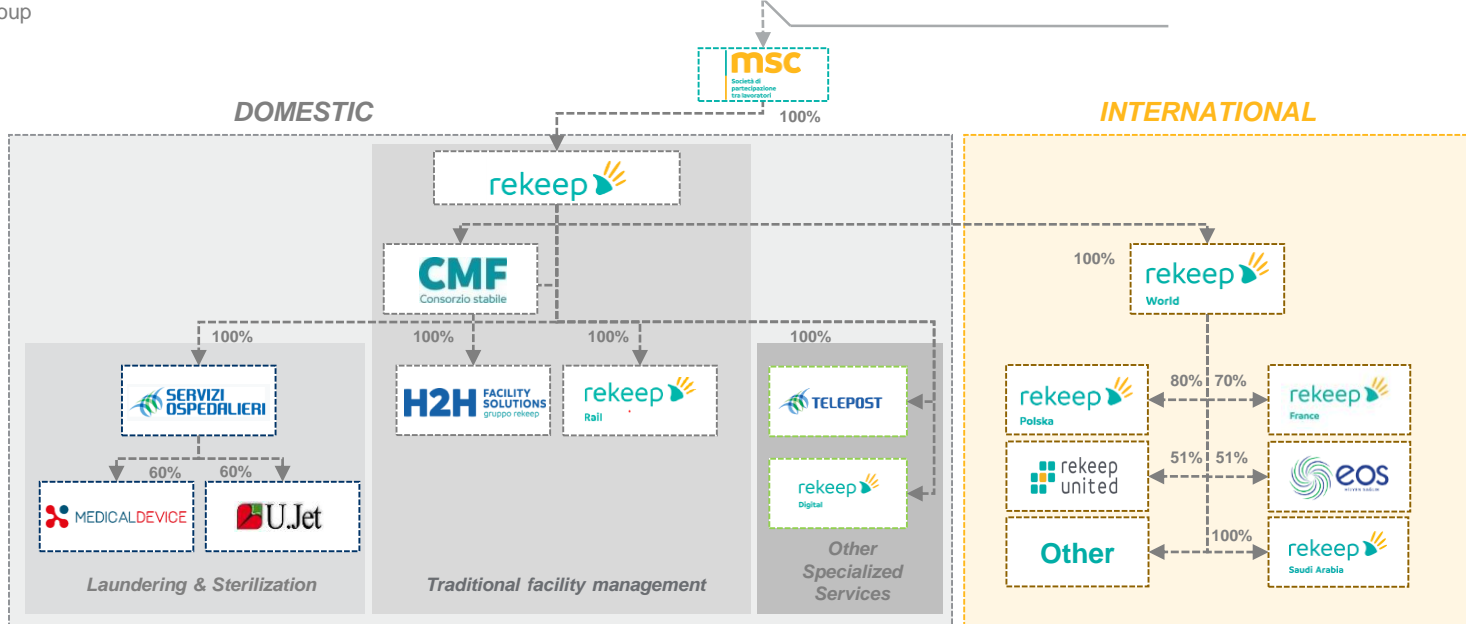 oup
msc
Società di
partecipazione
tra lavoratori
DOMESTIC
INTERNATIONAL
100%
rekeep
CMF
Consorzio stabile
100%
rekeep
World
100%
100%
100%
100%
SERVIZI
OSPEDALIERI
H2H FACILITY
SOLUTIONS
gruppo rekeep
rekeep
Rail
TELEPOST
80%
70%
rekeep
Polska
rekeep
France
60%
60%
MEDICALDEVICE
U.Jet
rekeep
Digital
51%
51%
rekeep
united
eos
100%
Other
rekeep
Saudi Arabia
Laundering & Sterilization
Traditional facility management
Other
Specialized
Services